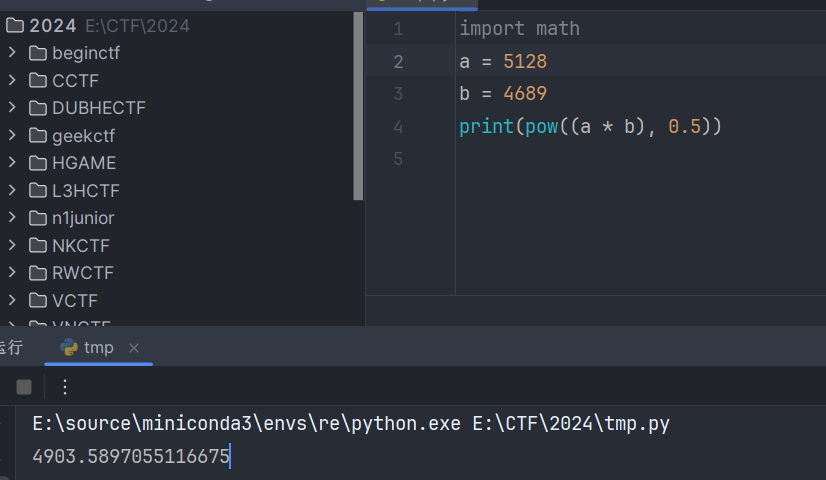 2024 E:\CTF\2024
beginctf
CCTF
DUBHECTF
geekctf
HGAME
L3HCTF
n1junior
NKCTF
RWCTF
VCTF
VNCTF
1 import math
2 a = 5128
3 b = 4689
4 print(pow((a * b), 0.5))
5
运行 tmp
E:\source\miniconda3\envs\re\python.exe E:\CTF\2024\tmp.py
4903.5897055116675